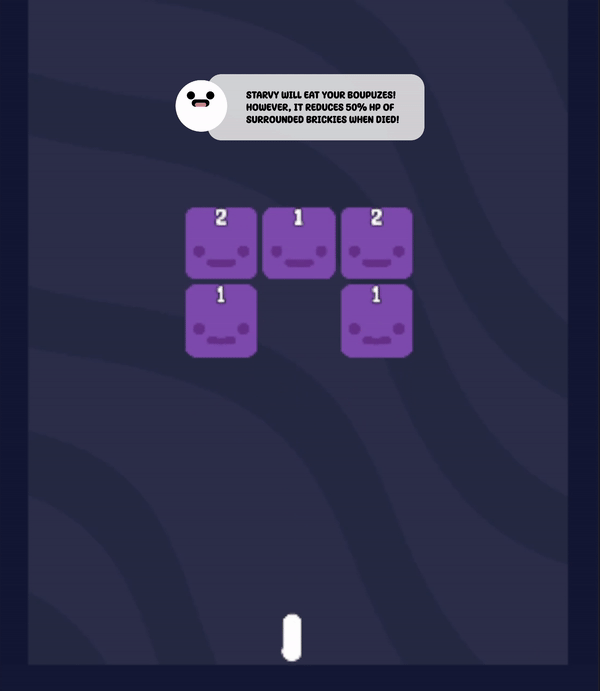 STARVY WILL EAT YOUR BOUPUZES!
HOWEVER, IT REDUCES 50% HP OF
SURROUNDED BRICKIES WHEN DIED!
2 1 2
1 1